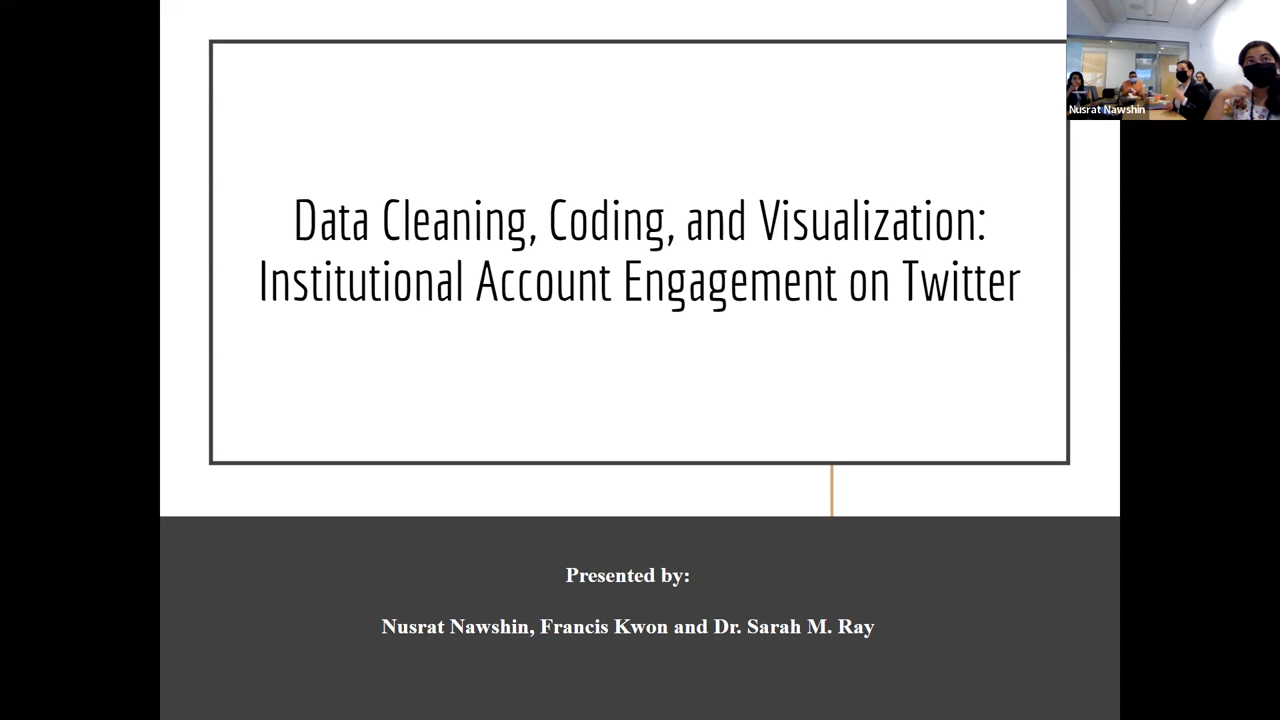 Nusrat Nawshin
Data Cleaning, Coding, and Visualization:
Institutional Account Engagement on Twitter
Presented by:
Nusrat Nawshin, Francis Kwon and Dr. Sarah M. Ray